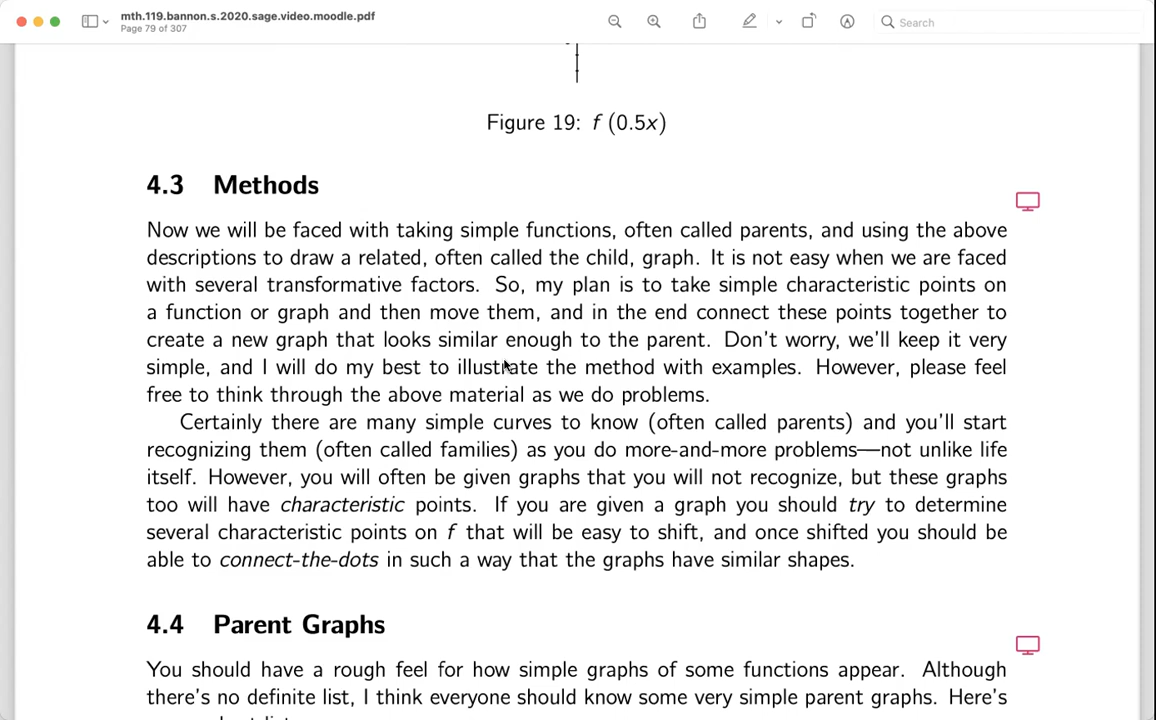 mth.119.bannon.s.2020.sage.video.moodle.pdf
Page 79 of 307
Search
Figure 19: f (0.5x)
4.3 Methods
Now we will be faced with taking simple functions, often called parents, and using the above
descriptions to draw a related, often called the child, graph. It is not easy when we are faced
with several transformative factors. So, my plan is to take simple characteristic points on
a function or graph and then move them, and in the end connect these points together to
create a new graph that looks similar enough to the parent. Don't worry, we'll keep it very
simple, and I will do my best to illustrate the method with examples. However, please feel
free to think through the above material as we do problems.
Certainly there are many simple curves to know (often called parents) and you'll start
recognizing them (often called families) as you do more-and-more problems—not unlike life
itself. However, you will often be given graphs that you will not recognize, but these graphs
too will have characteristic points. If you are given a graph you should try to determine
several characteristic points on f that will be easy to shift, and once shifted you should be
able to connect-the-dots in such a way that the graphs have similar shapes.
4.4 Parent Graphs
You should have a rough feel for how simple graphs of some functions appear. Although
there's no definite list, I think everyone should know some very simple parent graphs. Here's